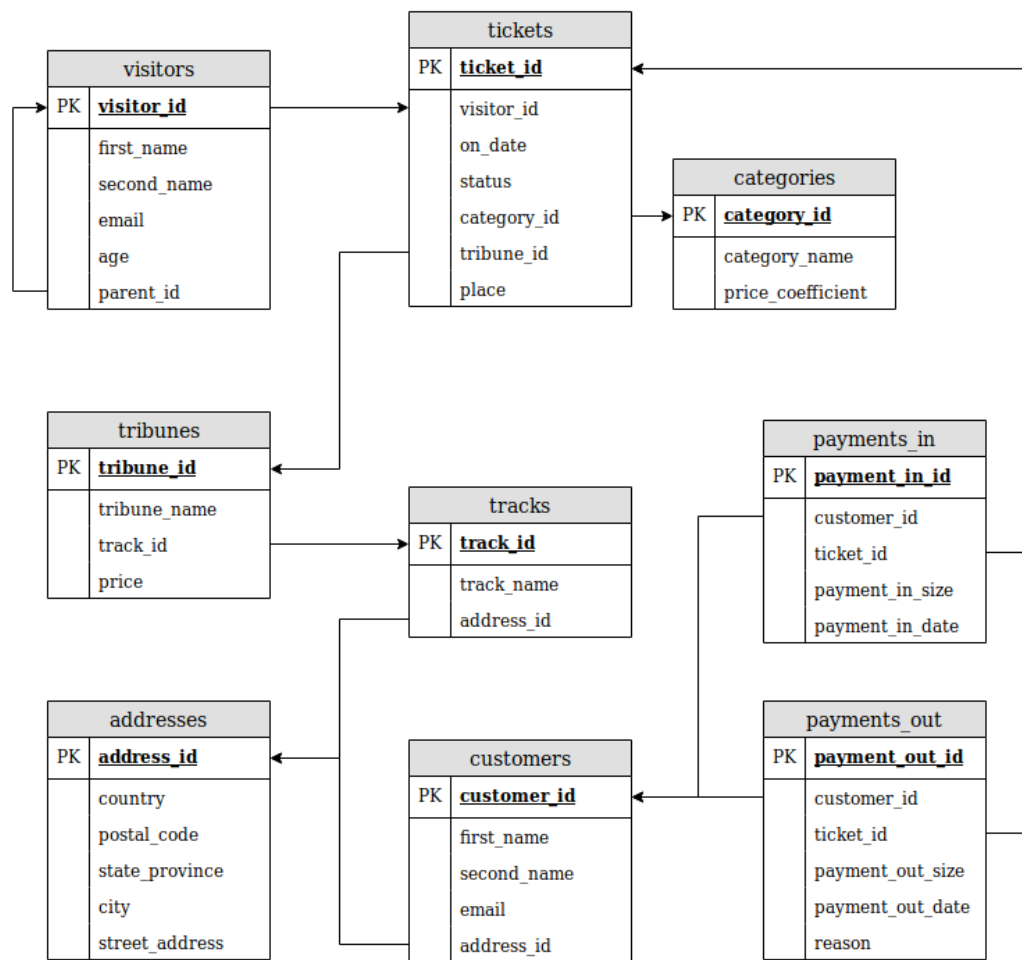 visitors
PK visitor_id
first_name
second_name
email
age
parent_id
tickets
PK ticket_id
visitor_id
on_date
status
category_id
tribune_id
place
categories
PK category_id
category_name
price_coefficient
tribunes
PK tribune_id
tribune_name
track_id
price
tracks
PK track_id
track_name
address_id
payments_in
PK payment_in_id
customer_id
ticket_id
payment_in_size
payment_in_date
addresses
PK address_id
country
postal_code
state_province
city
street_address
customers
PK customer_id
first_name
second_name
email
address_id
payments_out
PK payment_out_id
customer_id
ticket_id
payment_out_size
payment_out_date
reason